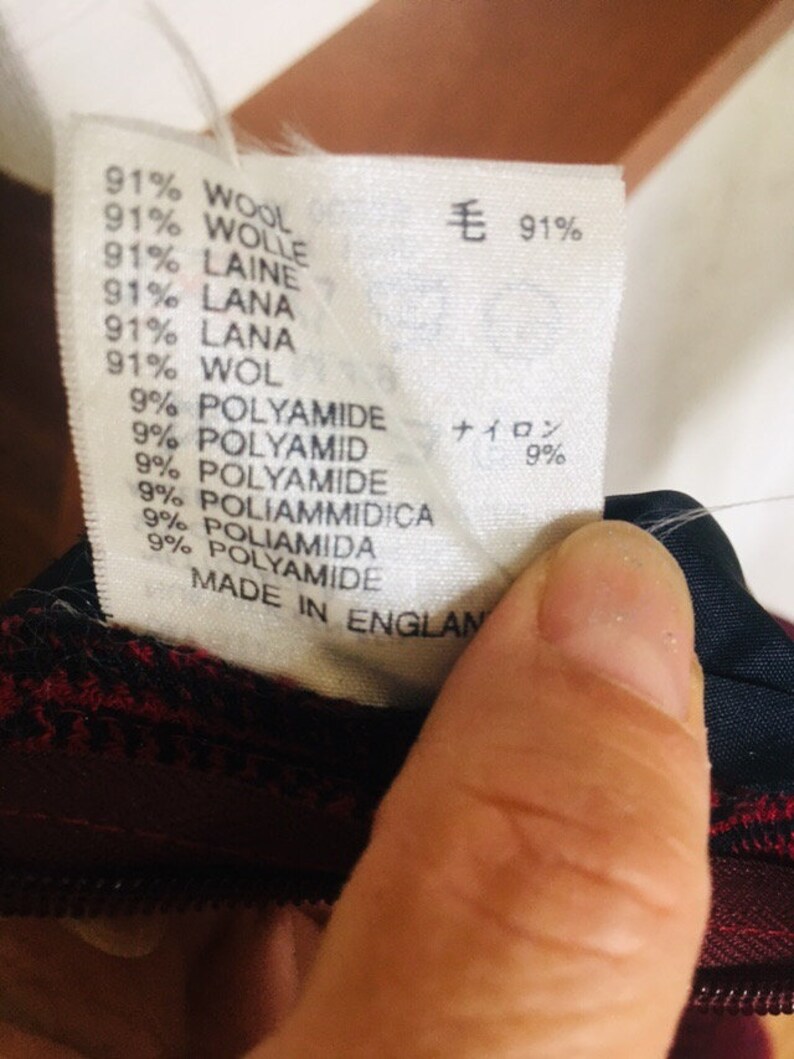 91% WOOL
91% WOLLE
91% LAINE
91% LANA
91% LANA
91% WOL
9% POLYAMIDE
9% POLYAMID
9% POLYAMIDE
9% POLIAMMIDICA
9% POLIAMIDA
9% POLYAMIDE
MADE IN ENGLAN
毛 91%
ナイロン
9%